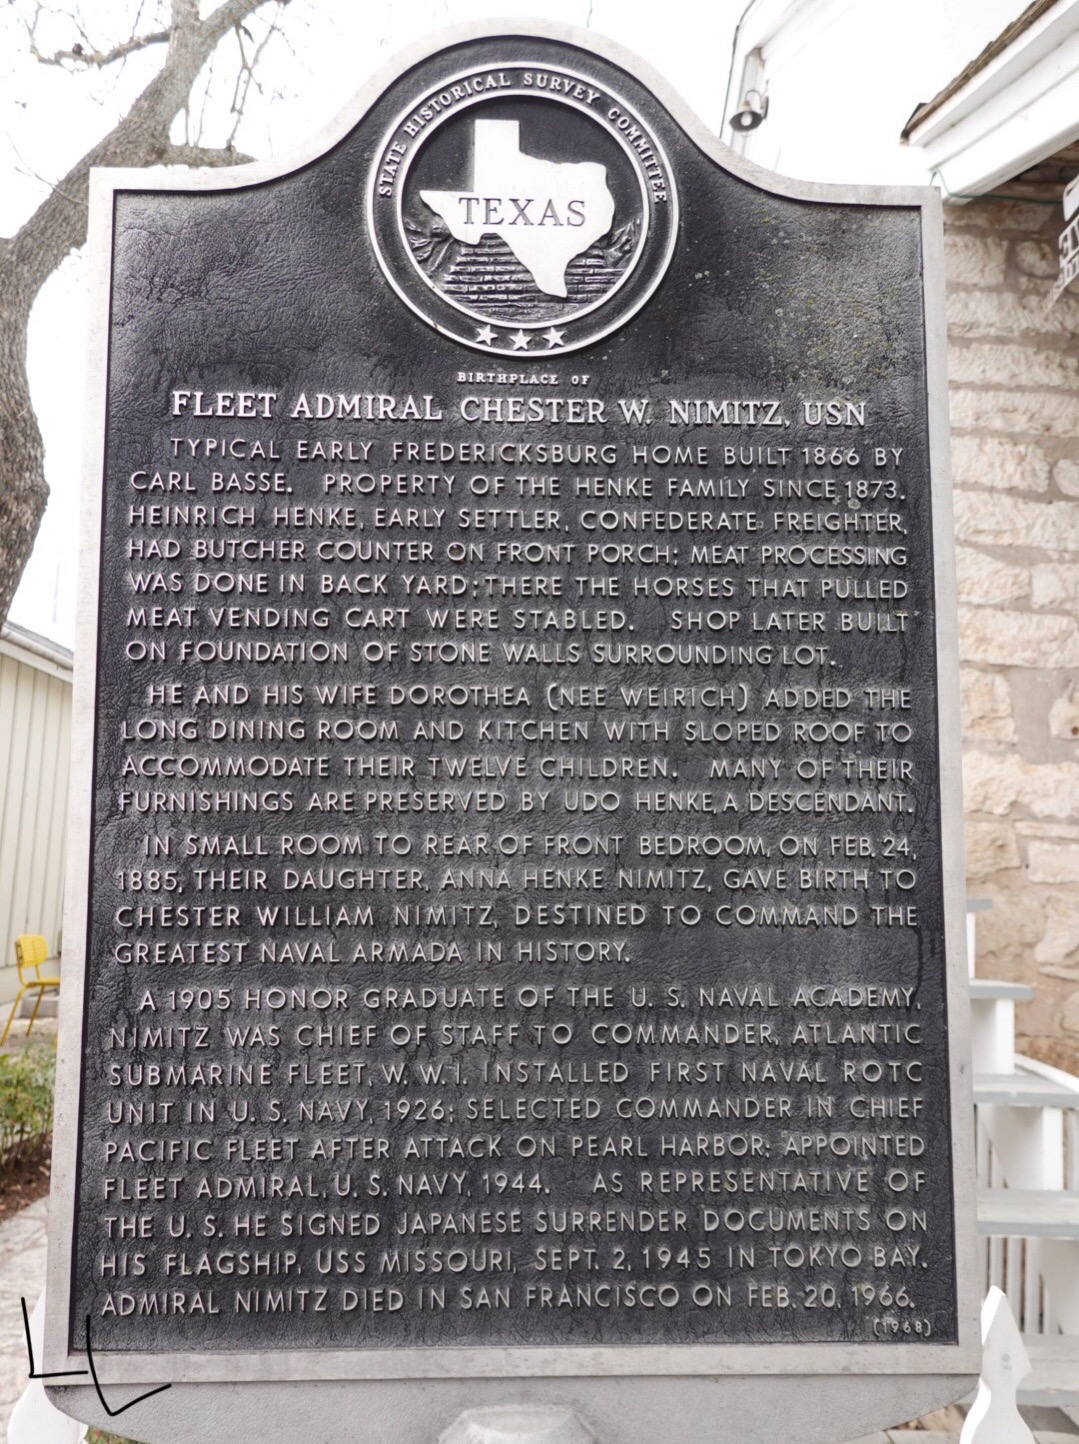 STATE HISTORICAL SURVEY COMMITTEE
TEXAS
BIRTHPLACE OF
FLEET ADMIRAL CHESTER W. NIMITZ, USN
TYPICAL EARLY FREDERICKSBURG HOME BUILT 1866 BY
CARL BASSE. PROPERTY OF THE HENKE FAMILY SINCE 1873.
HEINRICH HENKE, EARLY SETTLER, CONFEDERATE FREIGHTER,
HAD BUTCHER COUNTER ON FRONT PORCH; MEAT PROCESSING
WAS DONE IN BACK YARD; THERE THE HORSES THAT PULLED
MEAT VENDING CART WERE STABLED. SHOP LATER BUILT
ON FOUNDATION OF STONE WALLS SURROUNDING LOT.
HE AND HIS WIFE DOROTHEA (NEE WEIRICH) ADDED THE
LONG DINING ROOM AND KITCHEN WITH SLOPED ROOF TO
ACCOMMODATE THEIR TWELVE CHILDREN. MANY OF THEIR
FURNISHINGS ARE PRESERVED BY UDO HENKE, A DESCENDANT.
IN SMALL ROOM TO REAR OF FRONT BEDROOM, ON FEB. 24,
1885, THEIR DAUGHTER, ANNA HENKE NIMITZ, GAVE BIRTH TO
CHESTER WILLIAM NIMITZ, DESTINED TO COMMAND THE
GREATEST NAVAL ARMADA IN HISTORY.
A 1905 HONOR GRADUATE OF THE U. S. NAVAL ACADEMY,
NIMITZ WAS CHIEF OF STAFF TO COMMANDER, ATLANTIC
SUBMARINE FLEET, W. W. I. INSTALLED FIRST NAVAL ROTC
UNIT IN U. S. NAVY, 1926; SELECTED COMMANDER IN CHIEF
PACIFIC FLEET AFTER ATTACK ON PEARL HARBOR; APPOINTED
FLEET ADMIRAL, U. S. NAVY, 1944. AS REPRESENTATIVE OF
THE U. S. HE SIGNED JAPANESE SURRENDER DOCUMENTS ON
HIS FLAGSHIP, USS MISSOURI, SEPT. 2, 1945 IN TOKYO BAY.
ADMIRAL NIMITZ DIED IN SAN FRANCISCO ON FEB. 20, 1966.
(1968)
LL